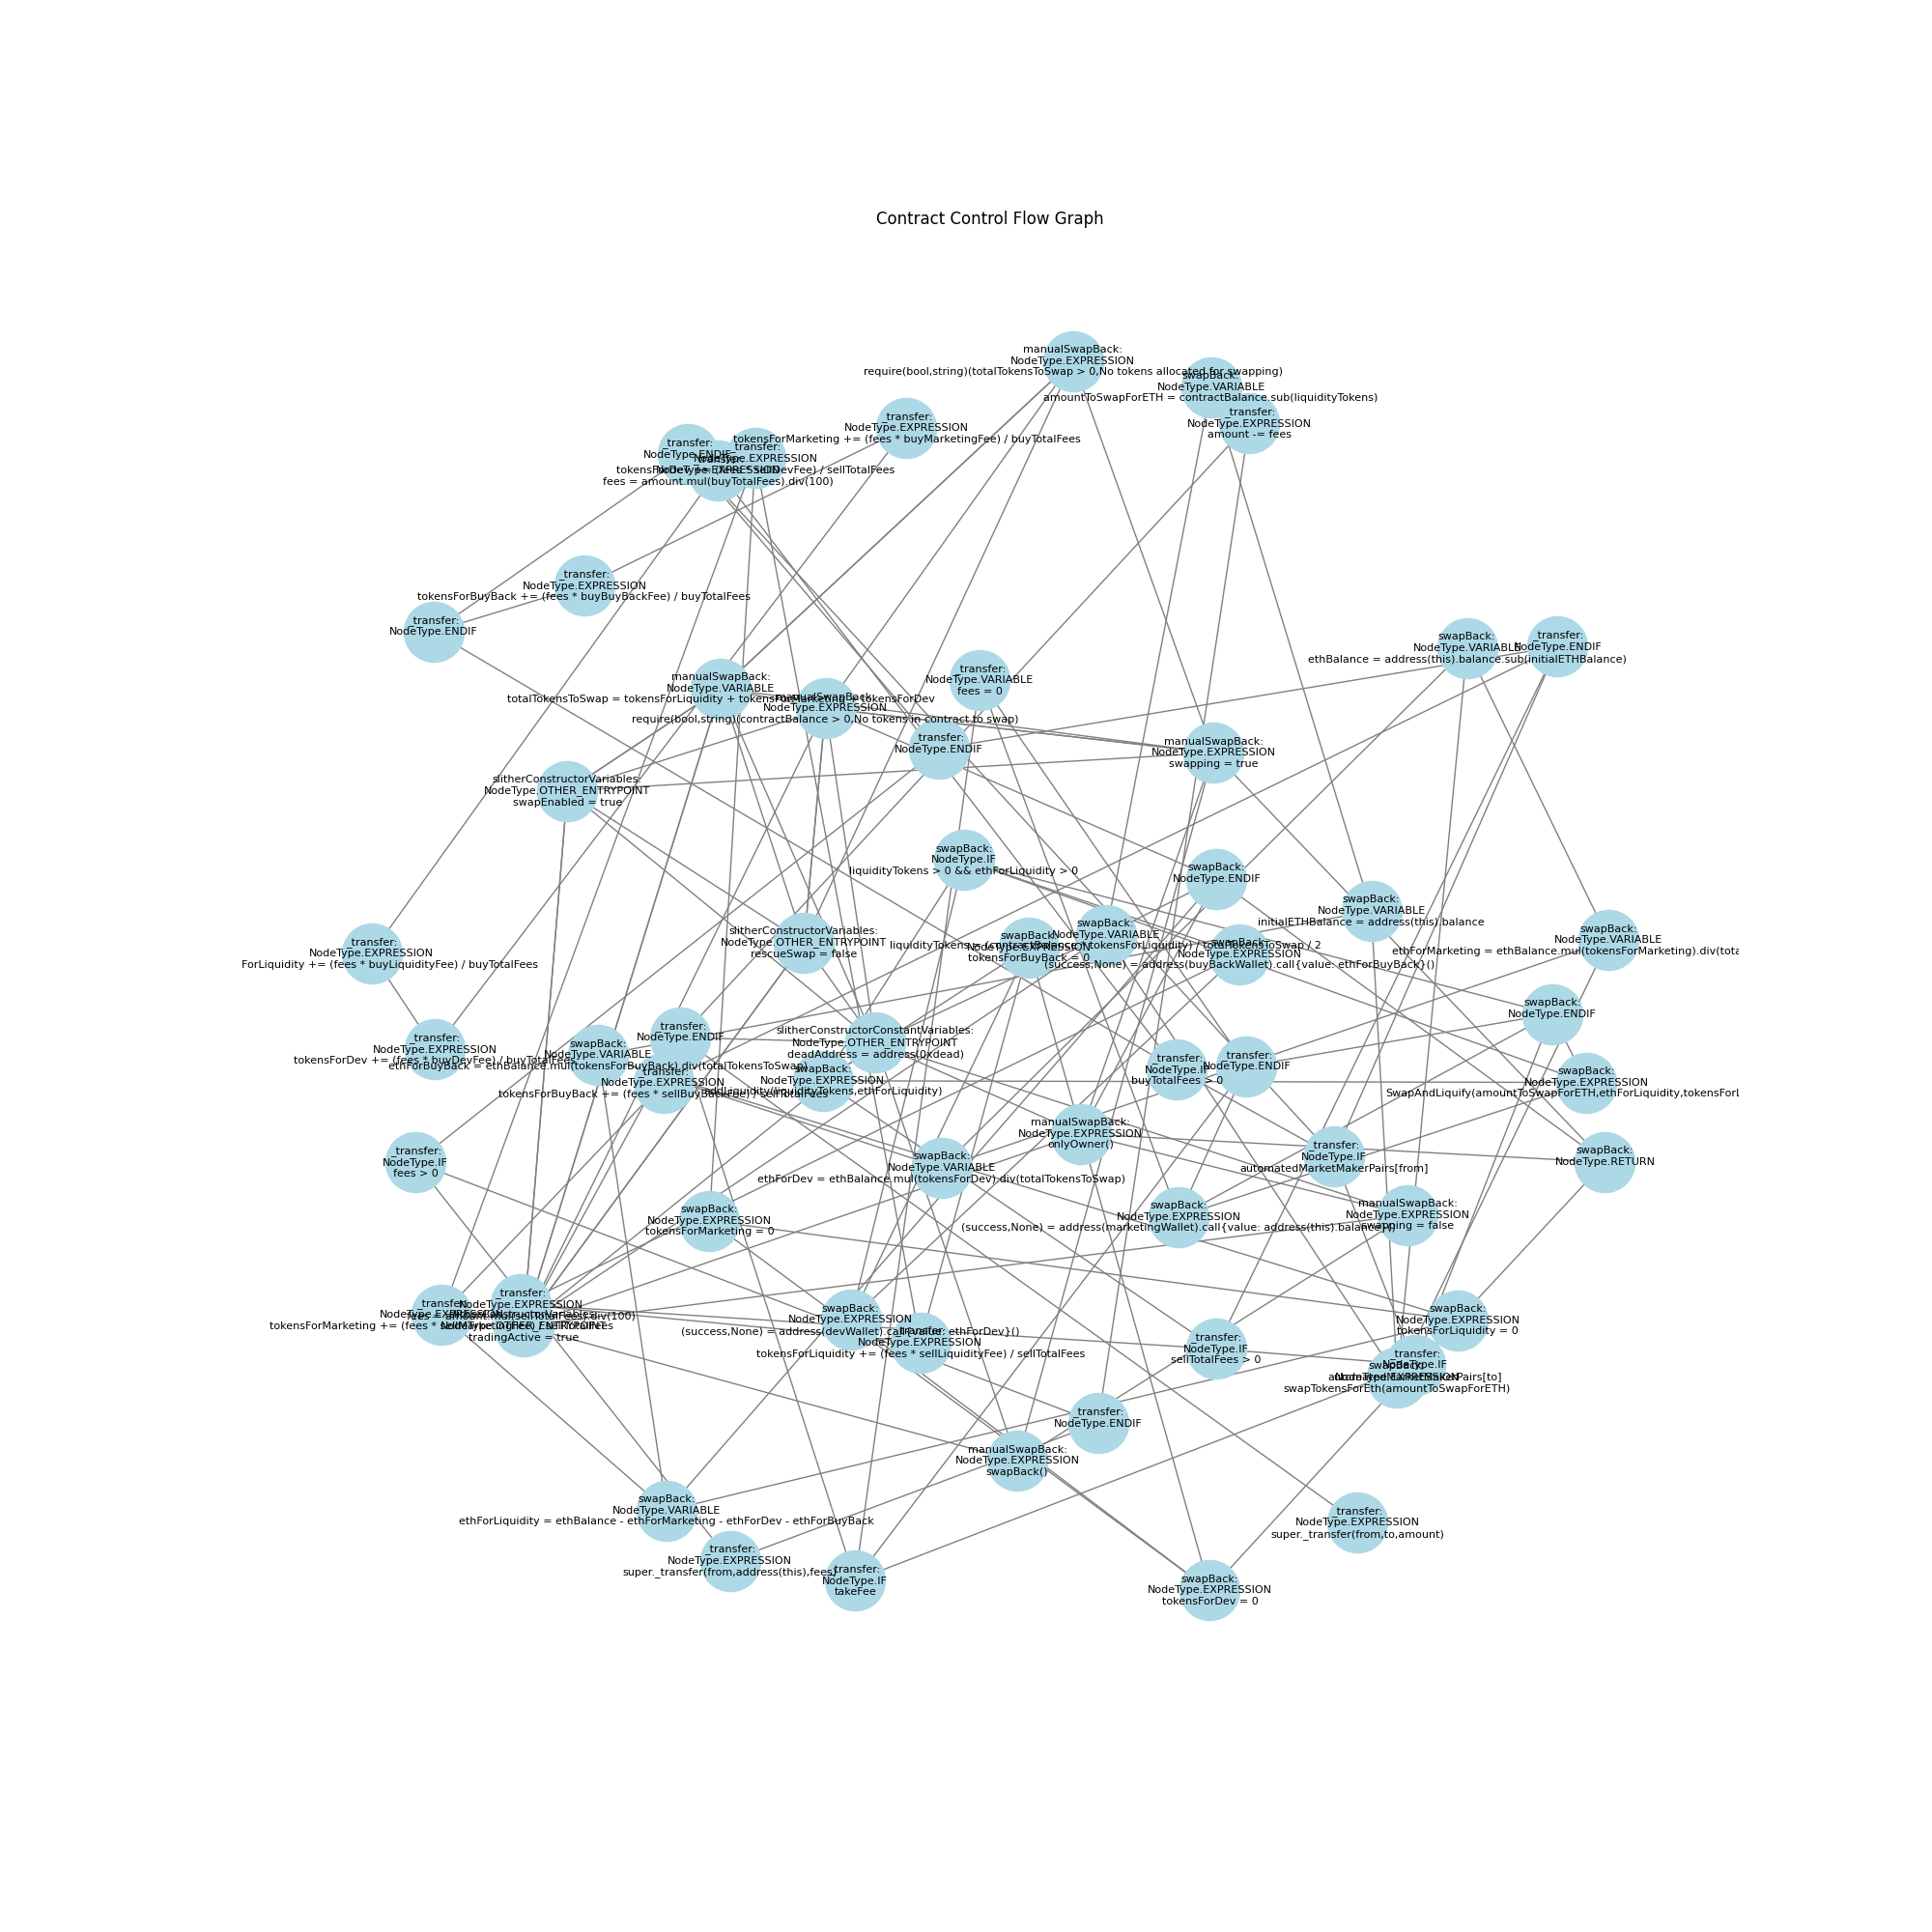 Contract Control Flow Graph
manualSwapBack:
NodeType.EXPRESSION
require(bool,string)(totalTokensToSwap > 0,No tokens allocated for swapping)
swapBack:
NodeType.VARIABLE
amountToSwapForETH = contractBalance.sub(liquidityTokens)
_transfer:
NodeType.EXPRESSION
amount -= fees
_transfer:
NodeType.EXPRESSION
tokensForMarketing += (fees * buyMarketingFee) / buyTotalFees
_transfer:
NodeType.ENDIF
_transfer:
NodeType.EXPRESSION
tokensForDev += (fees * sellDevFee) / sellTotalFees
_transfer:
NodeType.EXPRESSION
fees = amount.mul(buyTotalFees).div(100)
_transfer:
NodeType.EXPRESSION
tokensForBuyBack += (fees * buyBuyBackFee) / buyTotalFees
_transfer:
NodeType.ENDIF
swapBack:
NodeType.VARIABLE
ethBalance = address(this).balance.sub(initialETHBalance)
_transfer:
NodeType.ENDIF
manualSwapBack:
NodeType.VARIABLE
totalTokensToSwap = tokensForLiquidity + tokensForMarketing + tokensForDev
manualSwapBack:
NodeType.EXPRESSION
require(bool,string)(contractBalance > 0,No tokens in contract to swap)
_transfer:
NodeType.VARIABLE
fees = 0
_transfer:
NodeType.ENDIF
manualSwapBack:
NodeType.EXPRESSION
swapping = true
slitherConstructorVariables:
NodeType.OTHER_ENTRYPOINT
swapEnabled = true
swapBack:
NodeType.IF
liquidityTokens > 0 && ethForLiquidity > 0
swapBack:
NodeType.ENDIF
swapBack:
NodeType.VARIABLE
initialETHBalance = address(this).balance
slitherConstructorVariables:
NodeType.OTHER_ENTRYPOINT
rescueSwap = false
swapBack:
NodeType.EXPRESSION
tokensForBuyBack = 0
swapBack:
NodeType.VARIABLE
liquidityTokens = (contractBalance * tokensForLiquidity) / totalTokensToSwap / 2
swapBack:
NodeType.EXPRESSION
(success,None) = address(buyBackWallet).call{value: ethForBuyBack}()
swapBack:
NodeType.VARIABLE
ethForMarketing = ethBalance.mul(tokensForMarketing).div(tota
_transfer:
NodeType.EXPRESSION
ForLiquidity += (fees * buyLiquidityFee) / buyTotalFees
swapBack:
NodeType.ENDIF
_transfer:
NodeType.EXPRESSION
tokensForDev += (fees * buyDevFee) / buyTotalFees
swapBack:
NodeType.VARIABLE
ethForBuyBack = ethBalance.mul(tokensForBuyBack).div(totalTokensToSwap)
_transfer:
NodeType.ENDIF
_transfer:
NodeType.EXPRESSION
tokensForBuyBack += (fees * sellBuyBackFee) / sellTotalFees
slitherConstructorConstantVariables:
NodeType.OTHER_ENTRYPOINT
deadAddress = address(0xdead)
swapBack:
NodeType.EXPRESSION
addLiquidity(liquidityTokens,ethForLiquidity)
_transfer:
NodeType.IF
buyTotalFees > 0
_transfer:
NodeType.ENDIF
swapBack:
NodeType.EXPRESSION
SwapAndLiquify(amountToSwapForETH,ethForLiquidity,tokensForL
manualSwapBack:
NodeType.EXPRESSION
onlyOwner()
_transfer:
NodeType.IF
automatedMarketMakerPairs[from]
swapBack:
NodeType.RETURN
_transfer:
NodeType.IF
fees > 0
swapBack:
NodeType.VARIABLE
ethForDev = ethBalance.mul(tokensForDev).div(totalTokensToSwap)
swapBack:
NodeType.EXPRESSION
tokensForMarketing = 0
swapBack:
NodeType.EXPRESSION
(success,None) = address(marketingWallet).call{value: address(this).balance}()
manualSwapBack:
NodeType.EXPRESSION
swapping = false
_transfer:
NodeType.EXPRESSION
tokensForMarketing += (fees * sellMarketingFee) / sellTotalFees
_transfer:
NodeType.EXPRESSION
fees = amount.mul(sellTotalFees).div(100)
slitherConstructorVariables:
NodeType.OTHER_ENTRYPOINT
tradingActive = true
swapBack:
NodeType.EXPRESSION
(success,None) = address(devWallet).call{value: ethForDev}()
_transfer:
NodeType.EXPRESSION
tokensForLiquidity += (fees * sellLiquidityFee) / sellTotalFees
_transfer:
NodeType.IF
sellTotalFees > 0
swapBack:
NodeType.EXPRESSION
tokensForLiquidity = 0
_transfer:
NodeType.IF
automatedMarketMakerPairs[to]
swapBack:
NodeType.EXPRESSION
swapTokensForEth(amountToSwapForETH)
_transfer:
NodeType.ENDIF
manualSwapBack:
NodeType.EXPRESSION
swapBack()
swapBack:
NodeType.VARIABLE
ethForLiquidity = ethBalance - ethForMarketing - ethForDev - ethForBuyBack
_transfer:
NodeType.EXPRESSION
super._transfer(from,to,amount)
_transfer:
NodeType.EXPRESSION
super._transfer(from,address(this),fees)
_transfer:
NodeType.IF
takeFee
swapBack:
NodeType.EXPRESSION
tokensForDev = 0